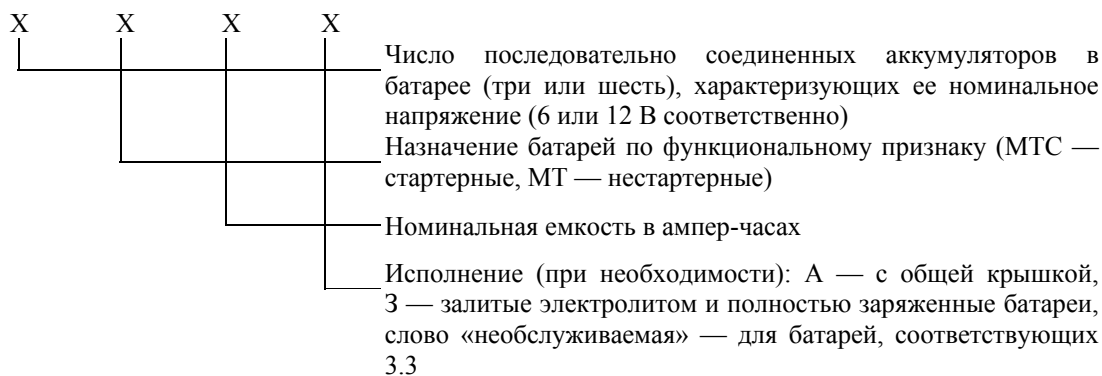 X X X X
Число последовательно соединенных аккумуляторов в
батарее (три или шесть), характеризующих ее номинальное
напряжение (6 или 12 В соответственно)
Назначение батарей по функциональному признаку (МТС —
стартерные, МТ — нестартерные)
Номинальная емкость в ампер-часах
Исполнение (при необходимости): А — с общей крышкой,
З — залитые электролитом и полностью заряженные батареи,
слово «необслуживаемая» — для батарей, соответствующих
3.3